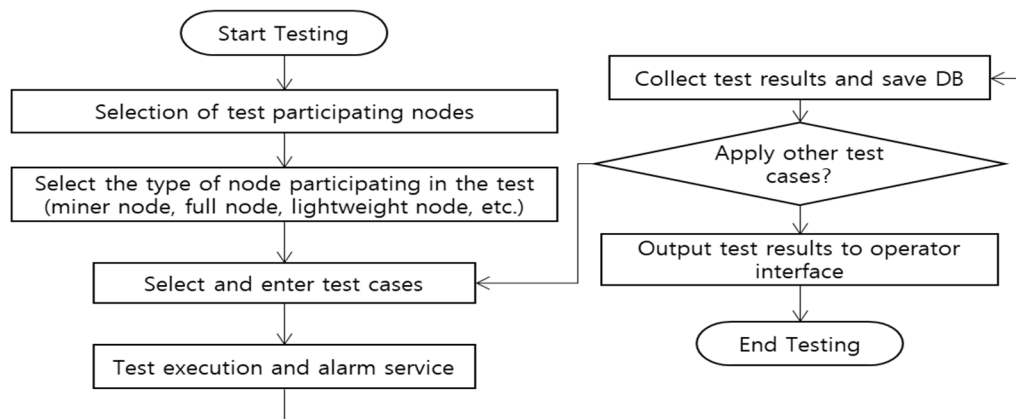 Start Testing
Selection of test participating nodes
Select the type of node participating in the test
(miner node, full node, lightweight node, etc.)
Select and enter test cases
Test execution and alarm service
Collect test results and save DB
Apply other test
cases?
Output test results to operator
interface
End Testing